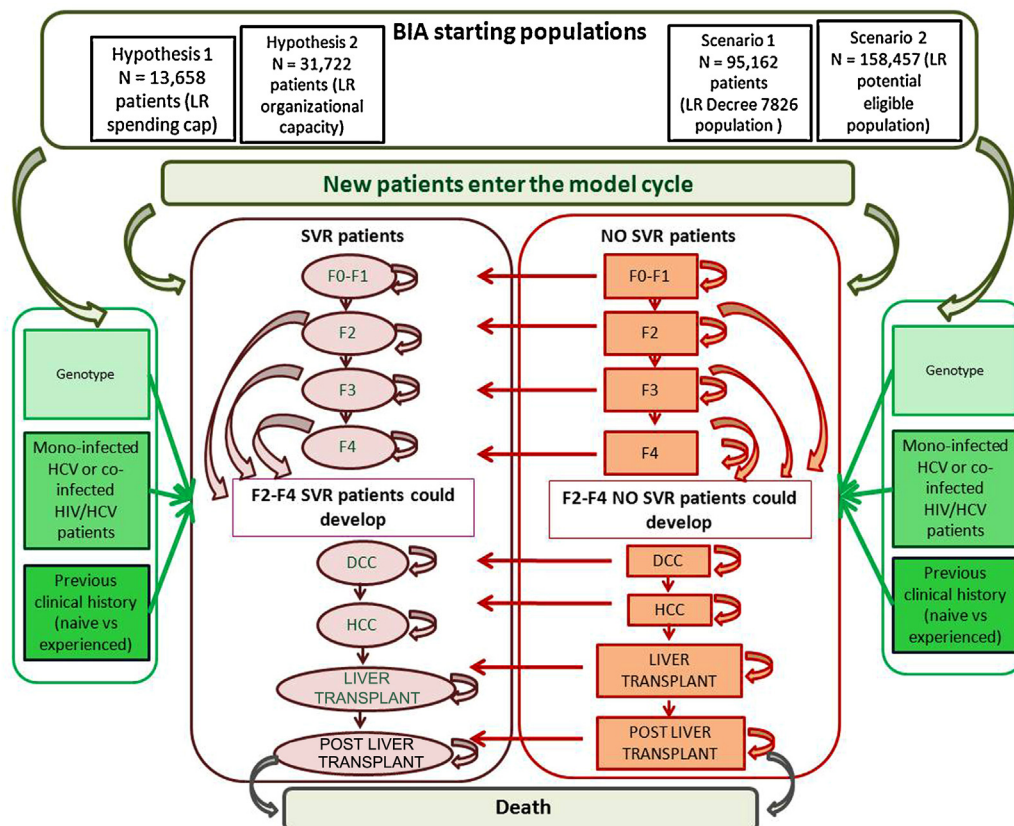 BIA starting populations
Hypothesis 1
N = 13,658
patients (LR
spending cap)
Hypothesis 2
N = 31,722
patients (LR
organizational
capacity)
Scenario 1
N = 95,162
patients
(LR Decree 7826
population )
Scenario 2
N = 158,457 (LR
potential
eligible
population)
New patients enter the model cycle
SVR patients
F0-F1
F2
F3
F4
F2-F4 SVR patients could
develop
DCC
HCC
LIVER
TRANSPLANT
POST LIVER
TRANSPLANT
NO SVR patients
F0-F1
F2
F3
F4
F2-F4 NO SVR patients could
develop
DCC
HCC
LIVER
TRANSPLANT
POST LIVER
TRANSPLANT
Genotype
Mono-infected
HCV or co-
infected
HIV/HCV
patients
Previous
clinical history
(naive vs
experienced)
Genotype
Mono-infected
HCV or co-
infected
HIV/HCV
patients
Previous
clinical history
(naive vs
experienced)
Death